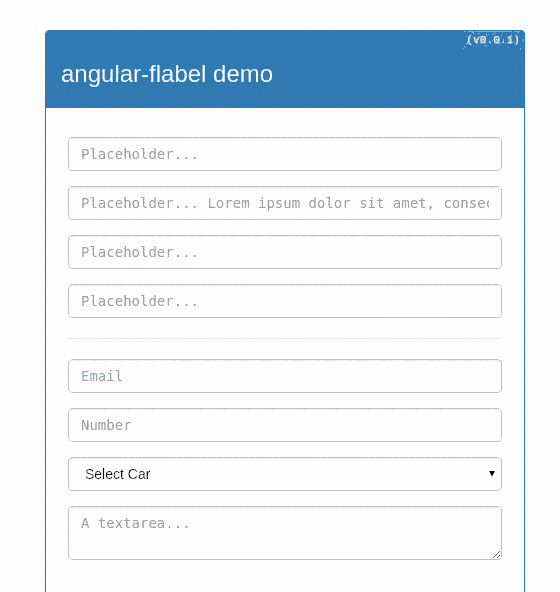 (v0.0.1)
angular-flabel demo
Placeholder...
Placeholder... Lorem ipsum dolor sit amet, consec
Placeholder...
Placeholder...
Email
Number
Select Car
A textarea...